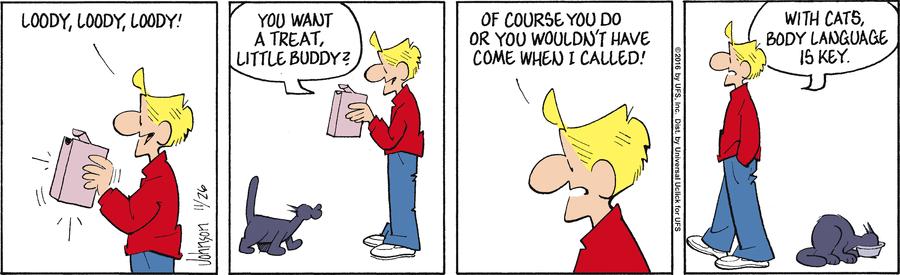 LOODY, LOODY, LOODY!
Johnson 11/26
YOU WANT
A TREAT,
LITTLE BUDDY?
OF COURSE YOU DO
OR YOU WOULDN'T HAVE
COME WHEN I CALLED!
©2016 by UFS, Inc. Dist. by Universal Uclick for UFS
WITH CATS,
BODY LANGUAGE
IS KEY.